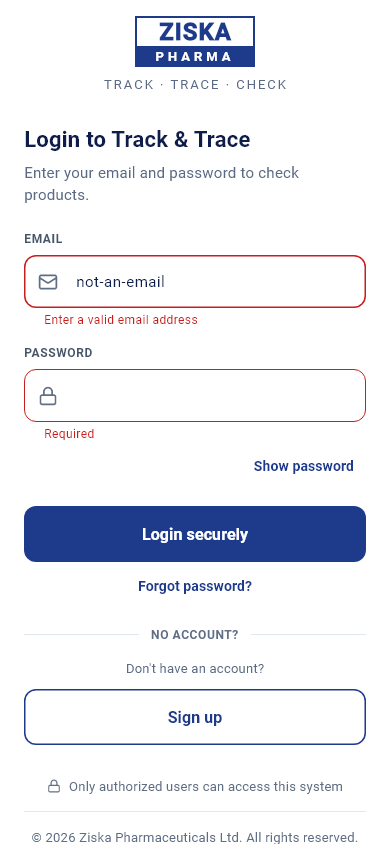 ZISKA
PHARMA
TRACK · TRACE · CHECK
Login to Track & Trace
Enter your email and password to check
products.
EMAIL
not-email
Enter a valid email address
PASSWORD
Required
Show password
Login securely
Forgot password?
NO ACCOUNT?
Don't have an account?
Sign up
Only authorized users can access this system
© 2026 Ziska Pharmaceuticals Ltd. All rights reserved.